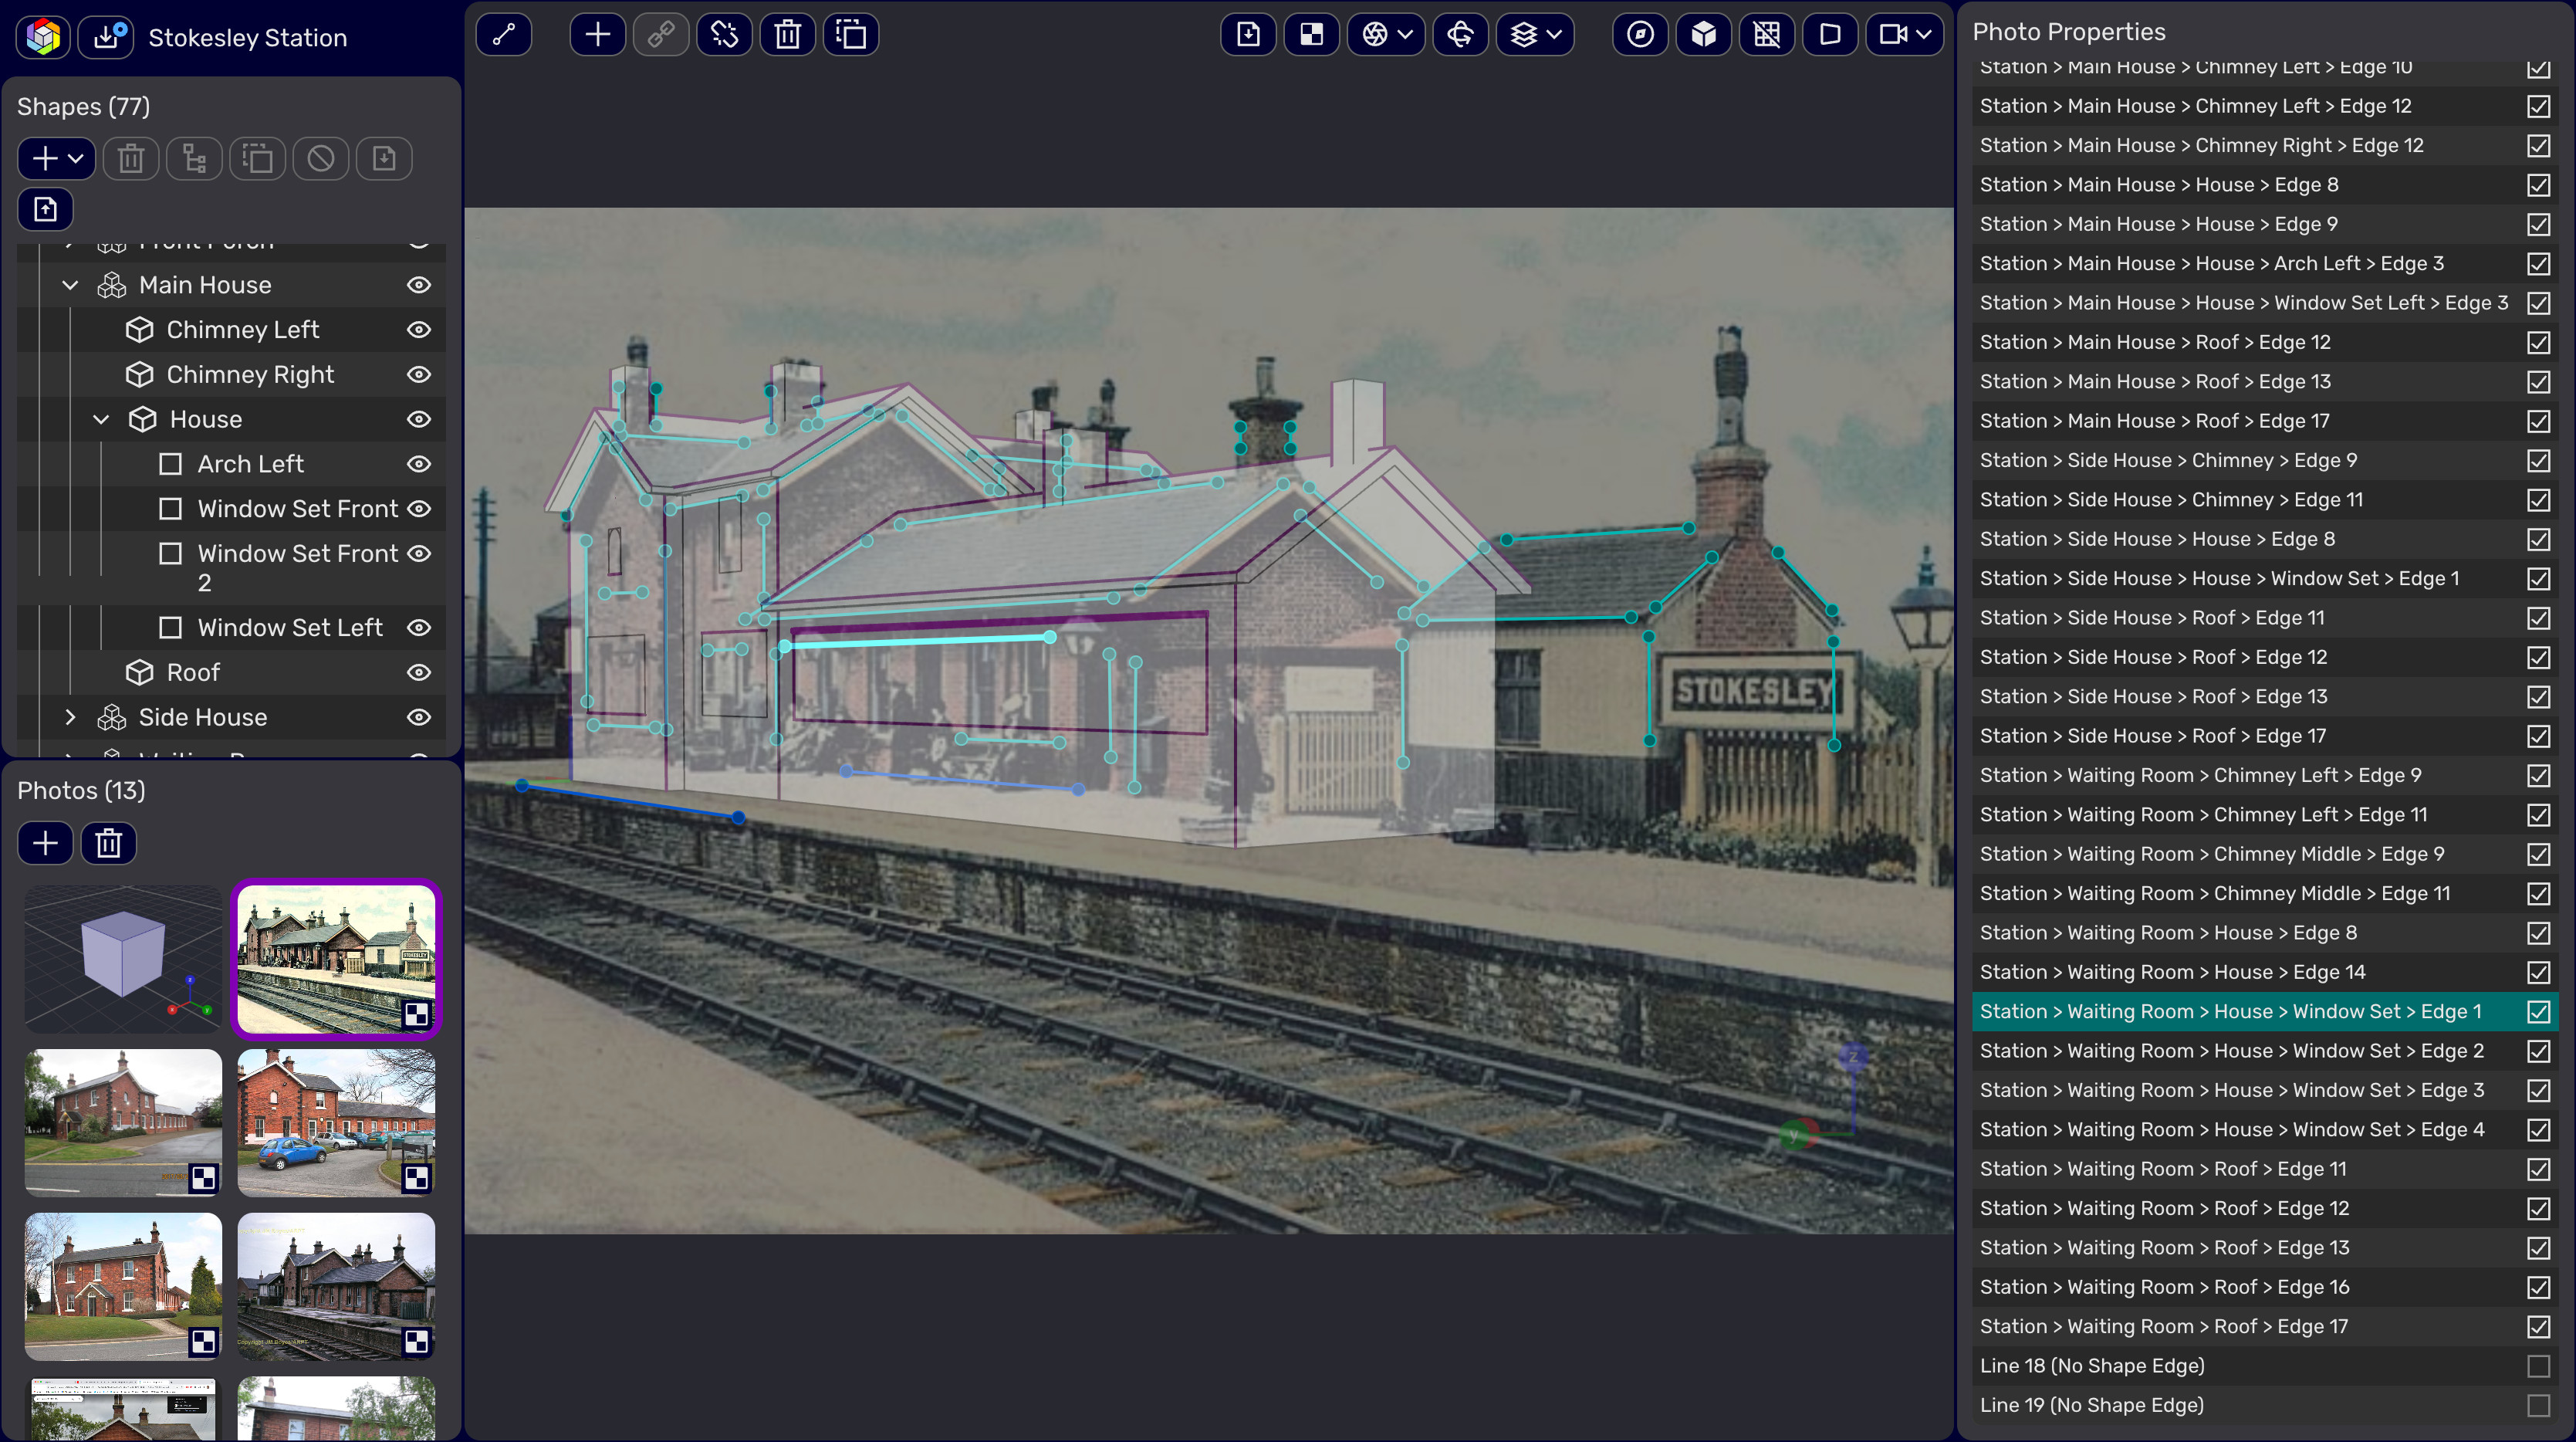 Stokesley Station
Shapes (77)
Front Porch
Main House
Chimney Left
Chimney Right
House
Arch Left
Window Set Front
Window Set Front
2
Window Set Left
Roof
Side House
Photos (13)
STOKESLEY
z
y
Photo Properties
Station > Main House > Chimney Left > Edge 10
Station > Main House > Chimney Left > Edge 12
Station > Main House > Chimney Right > Edge 12
Station > Main House > House > Edge 8
Station > Main House > House > Edge 9
Station > Main House > House > Arch Left > Edge 3
Station > Main House > House > Window Set Left > Edge 3
Station > Main House > Roof > Edge 12
Station > Main House > Roof > Edge 13
Station > Main House > Roof > Edge 17
Station > Side House > Chimney > Edge 9
Station > Side House > Chimney > Edge 11
Station > Side House > House > Edge 8
Station > Side House > House > Window Set > Edge 1
Station > Side House > Roof > Edge 11
Station > Side House > Roof > Edge 12
Station > Side House > Roof > Edge 13
Station > Side House > Roof > Edge 17
Station > Waiting Room > Chimney Left > Edge 9
Station > Waiting Room > Chimney Left > Edge 11
Station > Waiting Room > Chimney Middle > Edge 9
Station > Waiting Room > Chimney Middle > Edge 11
Station > Waiting Room > House > Edge 8
Station > Waiting Room > House > Edge 14
Station > Waiting Room > House > Window Set > Edge 1
Station > Waiting Room > House > Window Set > Edge 2
Station > Waiting Room > House > Window Set > Edge 3
Station > Waiting Room > House > Window Set > Edge 4
Station > Waiting Room > Roof > Edge 11
Station > Waiting Room > Roof > Edge 12
Station > Waiting Room > Roof > Edge 13
Station > Waiting Room > Roof > Edge 16
Station > Waiting Room > Roof > Edge 17
Line 18 (No Shape Edge)
Line 19 (No Shape Edge)